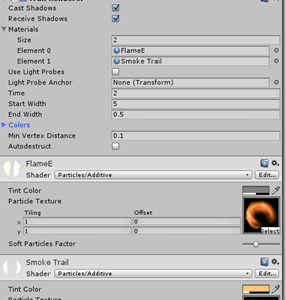 Cast Shadows
Receive Shadows
Materials
Size 2
Element 0 FlameE
Element 1 Smoke Trail
Use Light Probes
Light Probe Anchor None (Transform)
Time 2
Start Width 5
End Width 0.5
Colors
Min Vertex Distance 0.1
Autodestruct
FlameE
Shader Particles/Additive Edit...
Tint Color
Particle Texture
Tiling Offset
x 1 0
y 1 0
Select
Soft Particles Factor
Smoke Trail
Shader Particles/Additive Edit...
Tint Color
Particle Texture